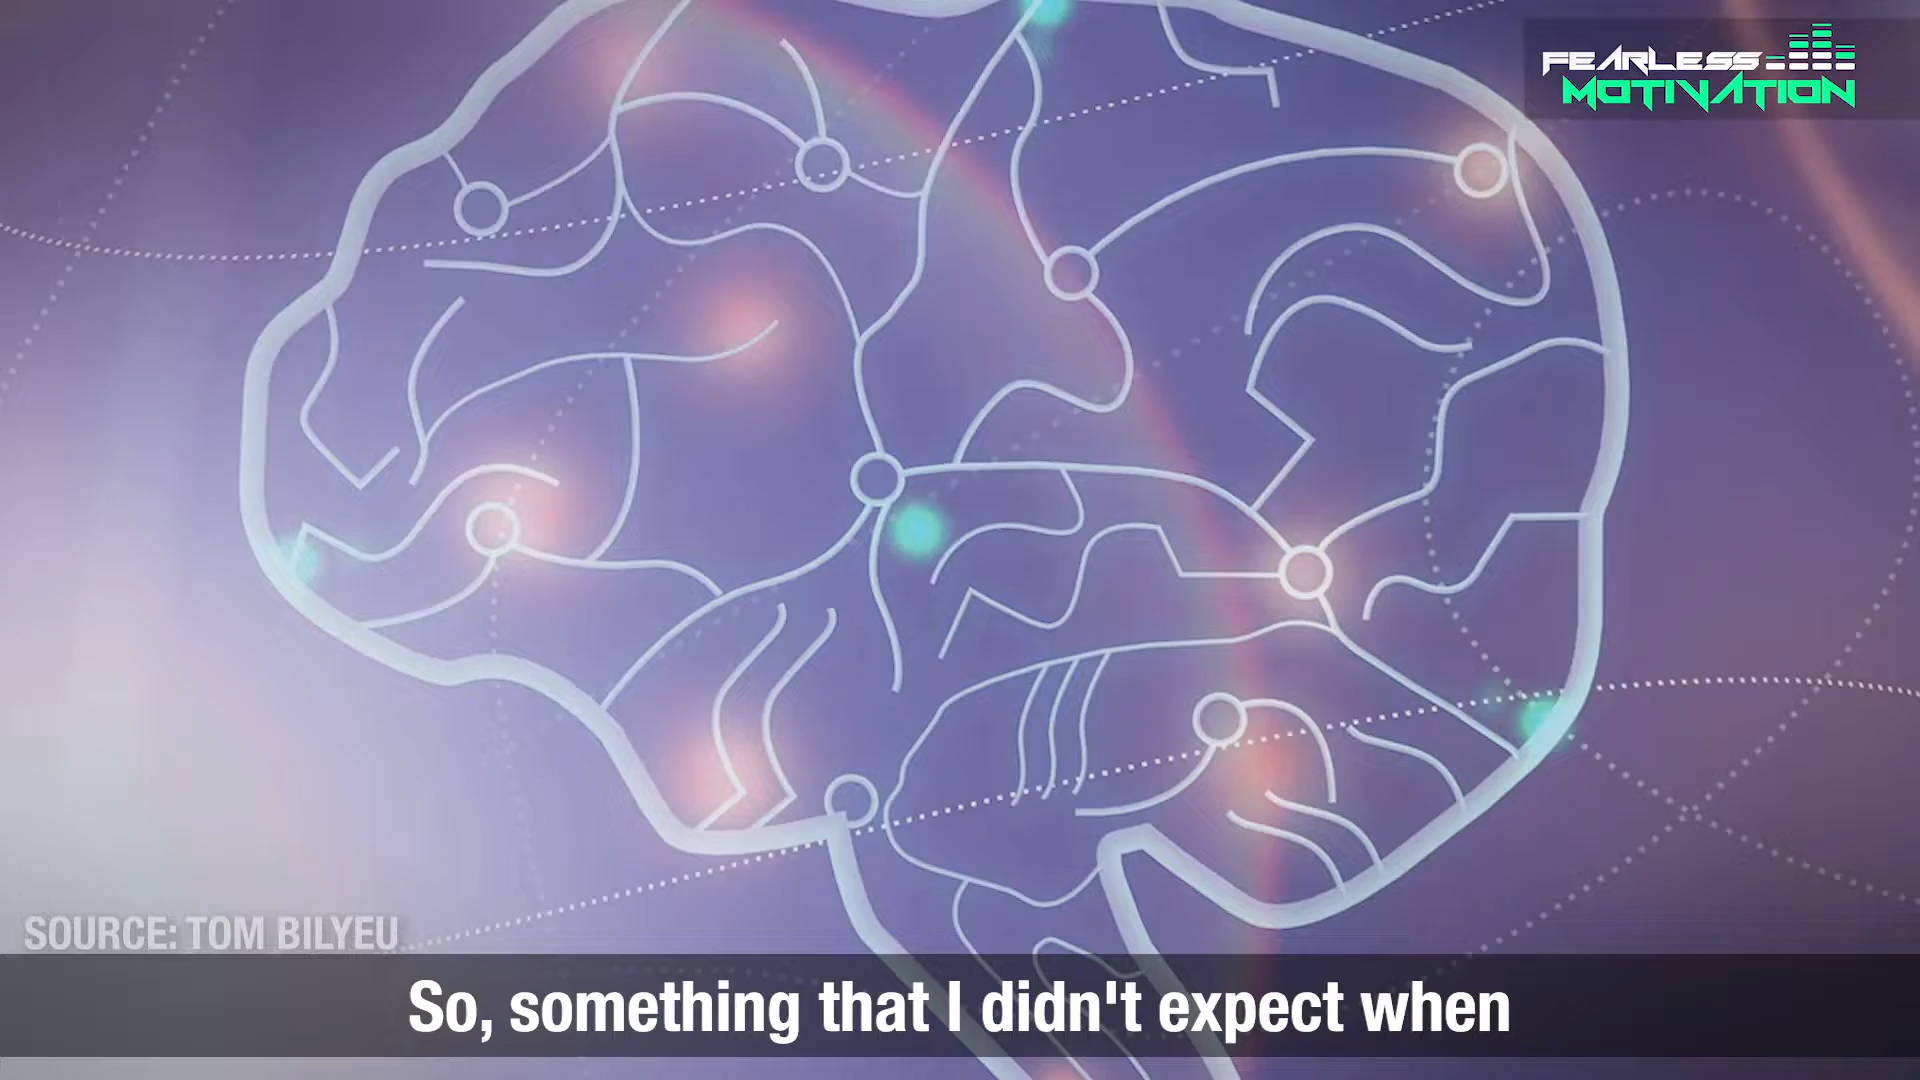 FEARLESS
MOTIVATION
SOURCE: TOM BILYEU
So, something that I didn't expect when